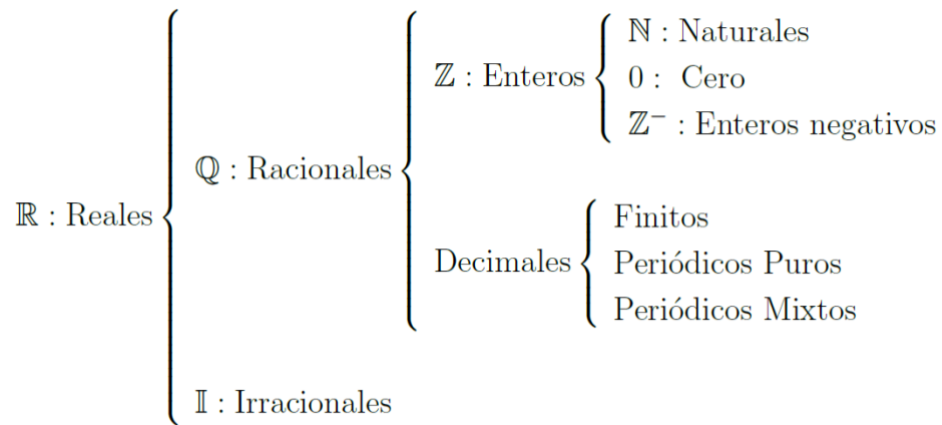 ℝ : Reales
ℚ : Racionales
ℤ : Enteros
ℕ : Naturales
0 : Cero
ℤ⁻ : Enteros negativos
Decimales
Finitos
Periódicos Puros
Periódicos Mixtos
𝕀 : Irracionales